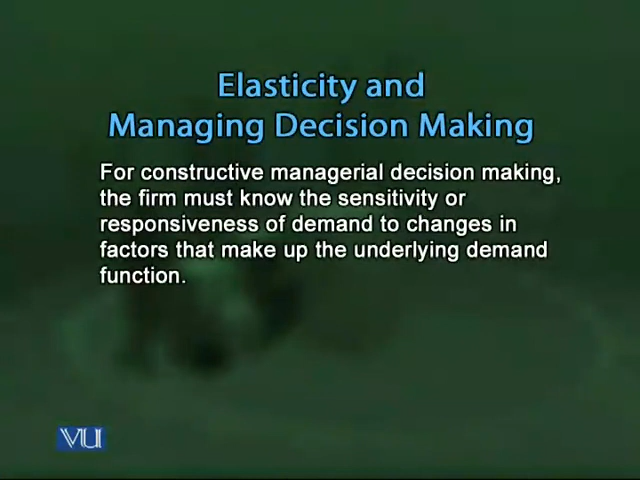 Elasticity and
Managing Decision Making
For constructive managerial decision making,
the firm must know the sensitivity or
responsiveness of demand to changes in
factors that make up the underlying demand
function.
VU